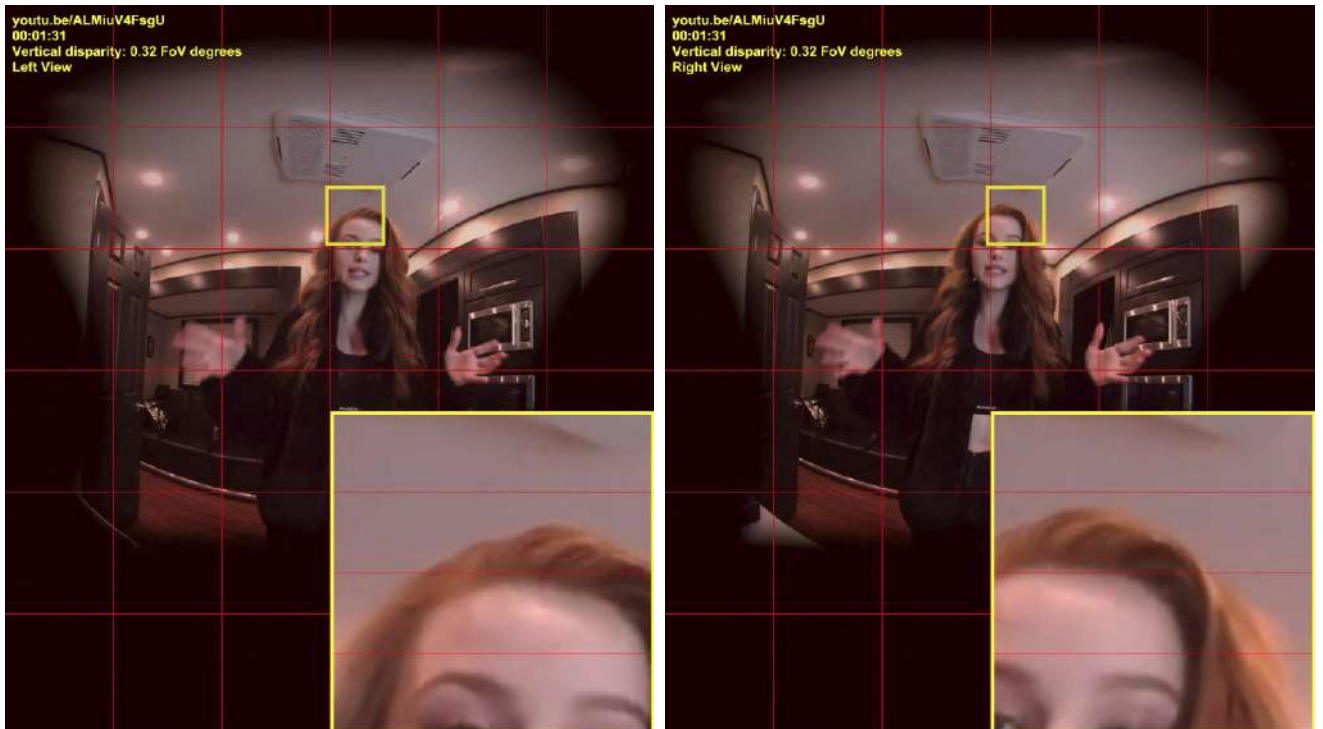 youtu.be/ALMiuV4FsgU
00:01:31
Vertical disparity: 0.32 FoV degrees
Left View
youtu.be/ALMiuV4FsgU
00:01:31
Vertical disparity: 0.32 FoV degrees
Right View